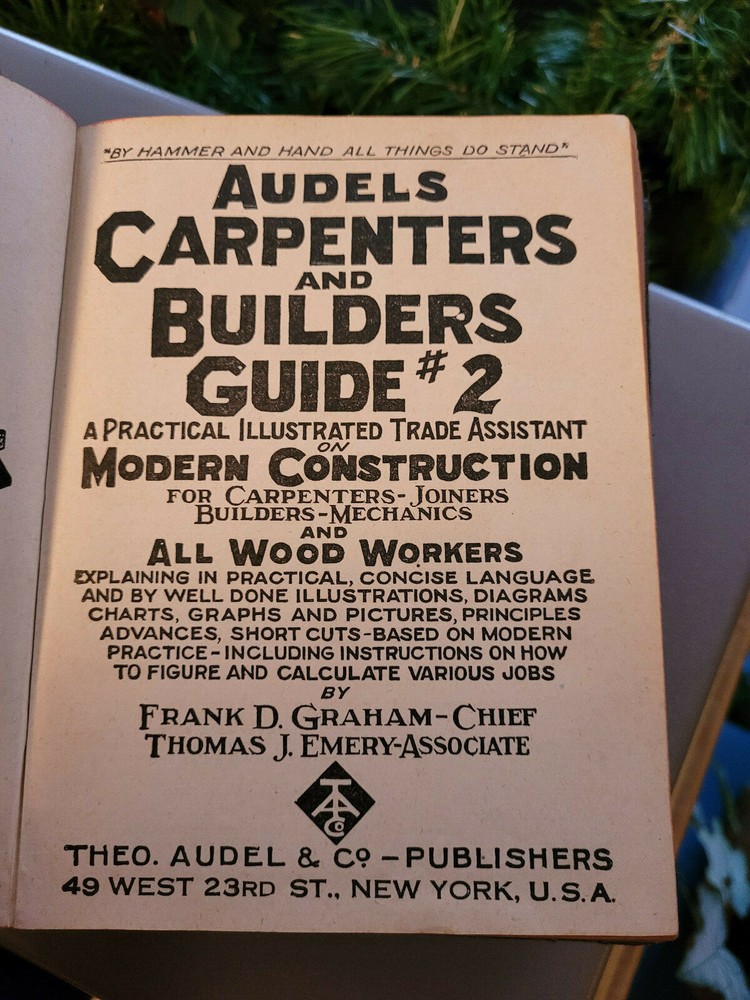 "BY HAMMER AND HAND ALL THINGS DO STAND"
AUDELS
CARPENTERS
AND
BUILDERS
GUIDE #2
A PRACTICAL ILLUSTRATED TRADE ASSISTANT
ON
MODERN CONSTRUCTION
FOR CARPENTERS-JOINERS
BUILDERS-MECHANICS
AND
ALL WOOD WORKERS
EXPLAINING IN PRACTICAL, CONCISE LANGUAGE
AND BY WELL DONE ILLUSTRATIONS, DIAGRAMS
CHARTS, GRAPHS AND PICTURES, PRINCIPLES
ADVANCES, SHORT CUTS-BASED ON MODERN
PRACTICE-INCLUDING INSTRUCTIONS ON HOW
TO FIGURE AND CALCULATE VARIOUS JOBS
BY
FRANK D. GRAHAM-CHIEF
THOMAS J. EMERY-ASSOCIATE
TA Co
THEO. AUDEL & Co - PUBLISHERS
49 WEST 23RD ST., NEW YORK, U.S.A.